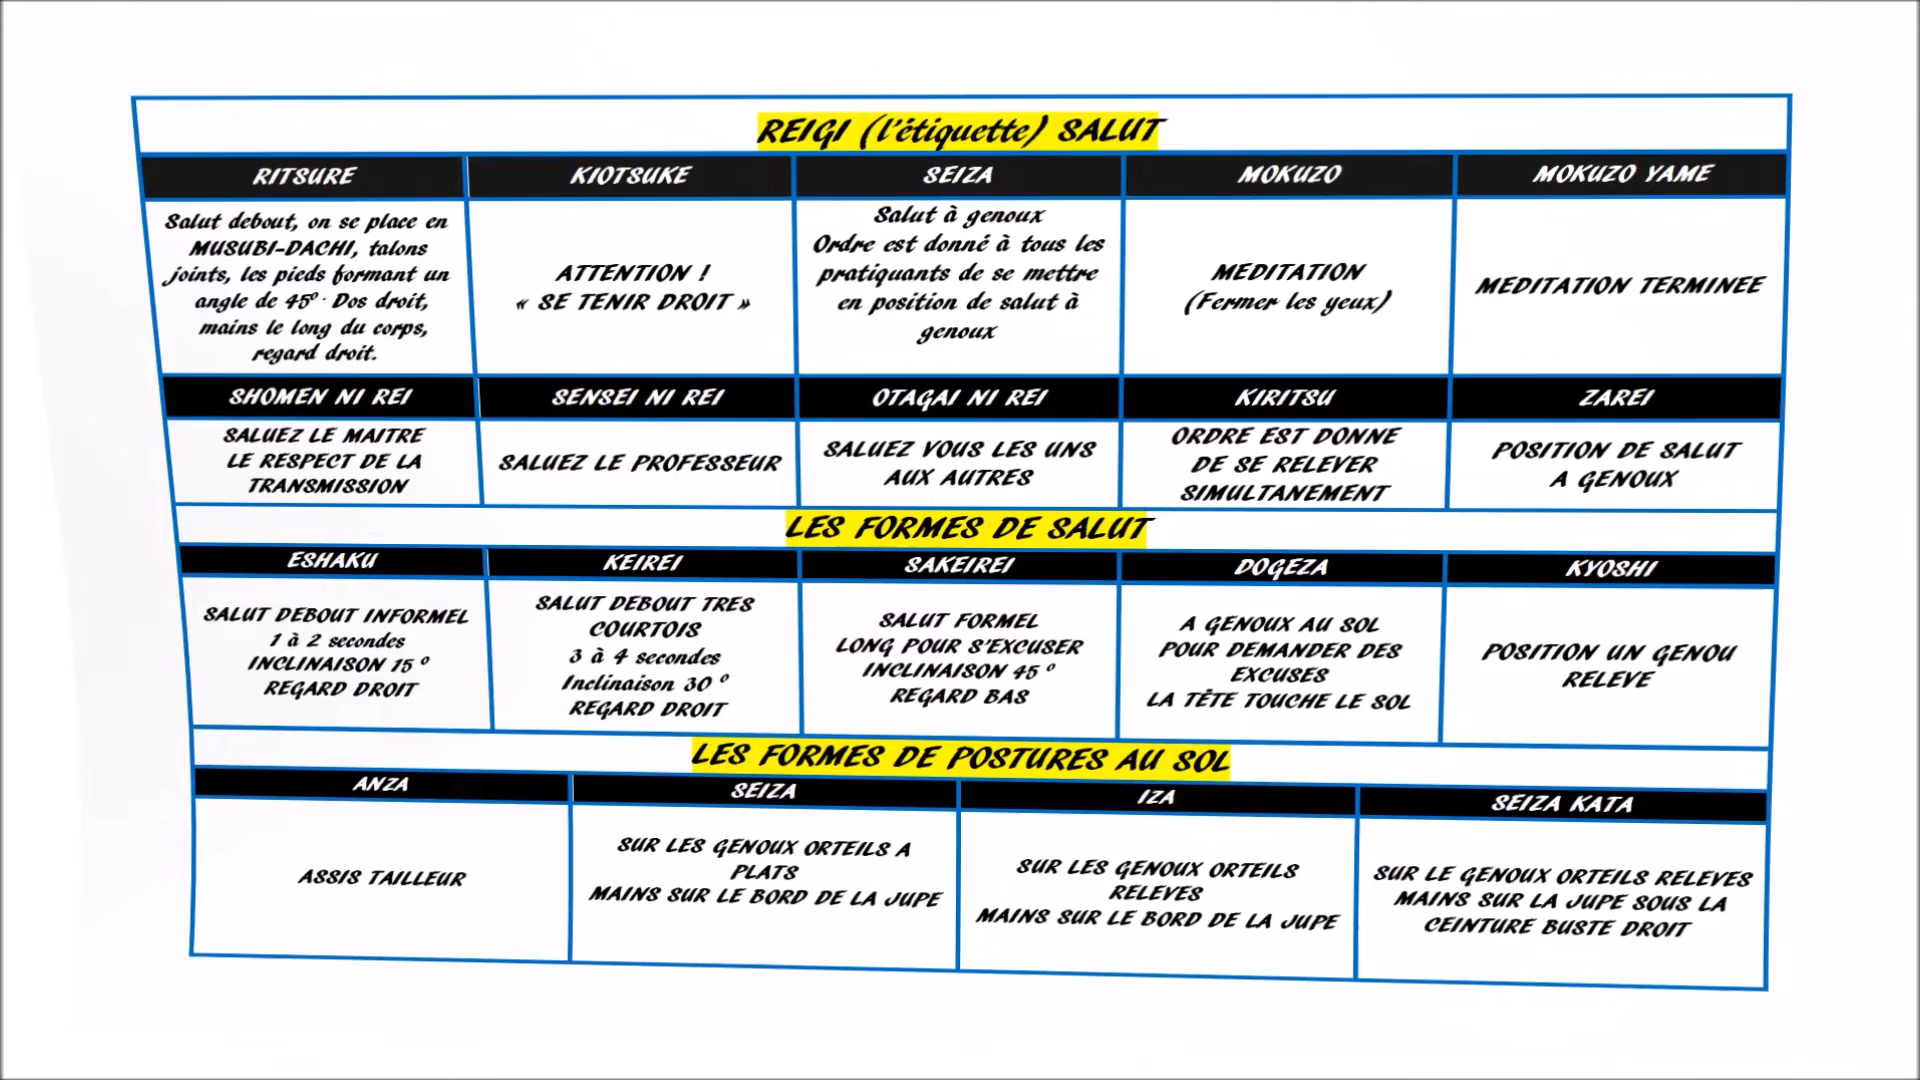 REIGI (l'étiquette) SALUT
RITSURE
KIOTSUKE
SEIZA
MOKUZO
MOKUZO YAME
Salut debout, on se place en
MUSUBI-DACHI, talons
joints, les pieds formant un
angle de 45º. Dos droit,
mains le long du corps,
regard droit.
ATTENTION !
« SE TENIR DROIT »
Salut à genoux
Ordre est donné à tous les
pratiquants de se mettre
en position de salut à
genoux
MEDITATION
(Fermer les yeux)
MEDITATION TERMINEE
SHOMEN NI REI
SENSEI NI REI
OTAGAI NI REI
KIRITSU
ZAREI
SALUEZ LE MAITRE
LE RESPECT DE LA
TRANSMISSION
SALUEZ LE PROFESSEUR
SALUEZ VOUS LES UNS
AUX AUTRES
ORDRE EST DONNE
DE SE RELEVER
SIMULTANEMENT
POSITION DE SALUT
A GENOUX
LES FORMES DE SALUT
ESHAKU
KEIREI
SAKEIREI
DOGEZA
KYOSHI
SALUT DEBOUT INFORMEL
1 à 2 secondes
INCLINAISON 15 º
REGARD DROIT
SALUT DEBOUT TRES
COURTOIS
3 à 4 secondes
Inclinaison 30 º
REGARD DROIT
SALUT FORMEL
LONG POUR S'EXCUSER
INCLINAISON 45 º
REGARD BAS
A GENOUX AU SOL
POUR DEMANDER DES
EXCUSES
LA TÊTE TOUCHE LE SOL
POSITION UN GENOU
RELEVE
LES FORMES DE POSTURES AU SOL
ANZA
SEIZA
IZA
SEIZA KATA
ASSIS TAILLEUR
SUR LES GENOUX ORTEILS A
PLATS
MAINS SUR LE BORD DE LA JUPE
SUR LES GENOUX ORTEILS
RELEVES
MAINS SUR LE BORD DE LA JUPE
SUR LE GENOUX ORTEILS RELEVES
MAINS SUR LA JUPE SOUS LA
CEINTURE BUSTE DROIT